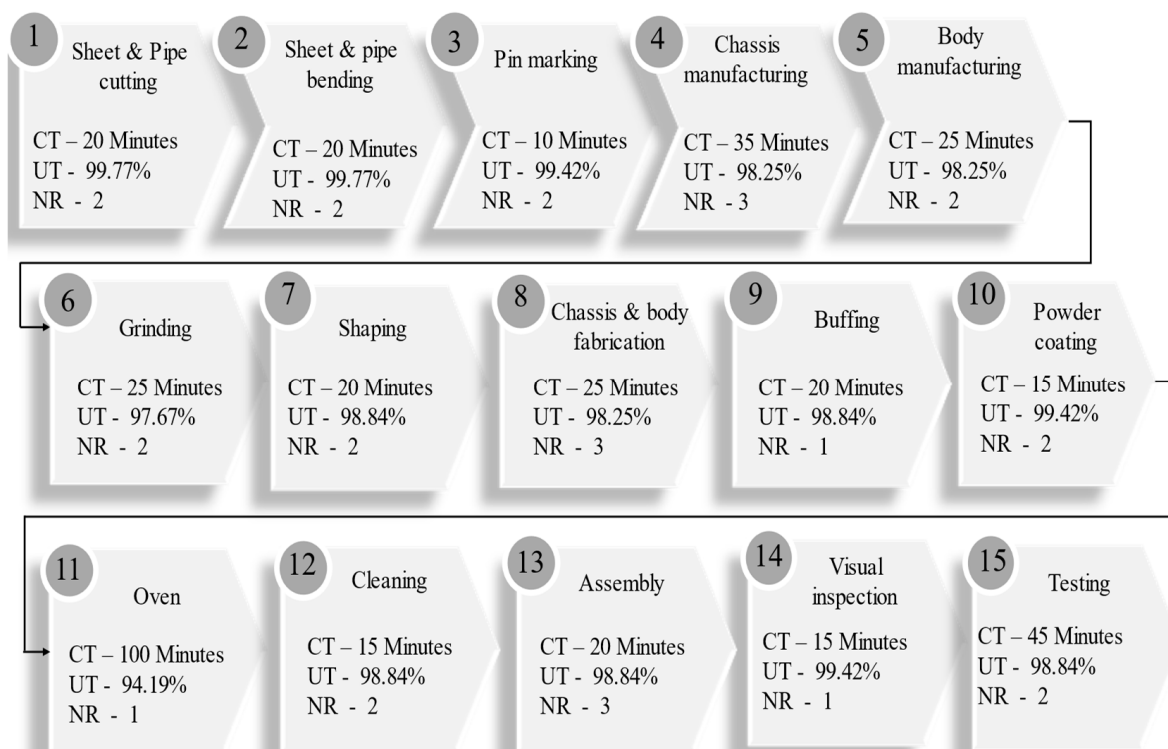 1
Sheet & Pipe
cutting
CT – 20 Minutes
UT - 99.77%
NR - 2
2
Sheet & pipe
bending
CT – 20 Minutes
UT - 99.77%
NR - 2
3
Pin marking
CT – 10 Minutes
UT - 99.42%
NR - 2
4
Chassis
manufacturing
CT – 35 Minutes
UT - 98.25%
NR - 3
5
Body
manufacturing
CT – 25 Minutes
UT - 98.25%
NR - 2
6
Grinding
CT – 25 Minutes
UT - 97.67%
NR - 2
7
Shaping
CT – 20 Minutes
UT - 98.84%
NR - 2
8
Chassis & body
fabrication
CT – 25 Minutes
UT - 98.25%
NR - 3
9
Buffing
CT – 20 Minutes
UT - 98.84%
NR - 1
10
Powder
coating
CT – 15 Minutes
UT - 99.42%
NR - 2
11
Oven
CT – 100 Minutes
UT - 94.19%
NR - 1
12
Cleaning
CT – 15 Minutes
UT - 98.84%
NR - 2
13
Assembly
CT – 20 Minutes
UT - 98.84%
NR - 3
14
Visual
inspection
CT – 15 Minutes
UT - 99.42%
NR - 1
15
Testing
CT – 45 Minutes
UT - 98.84%
NR - 2